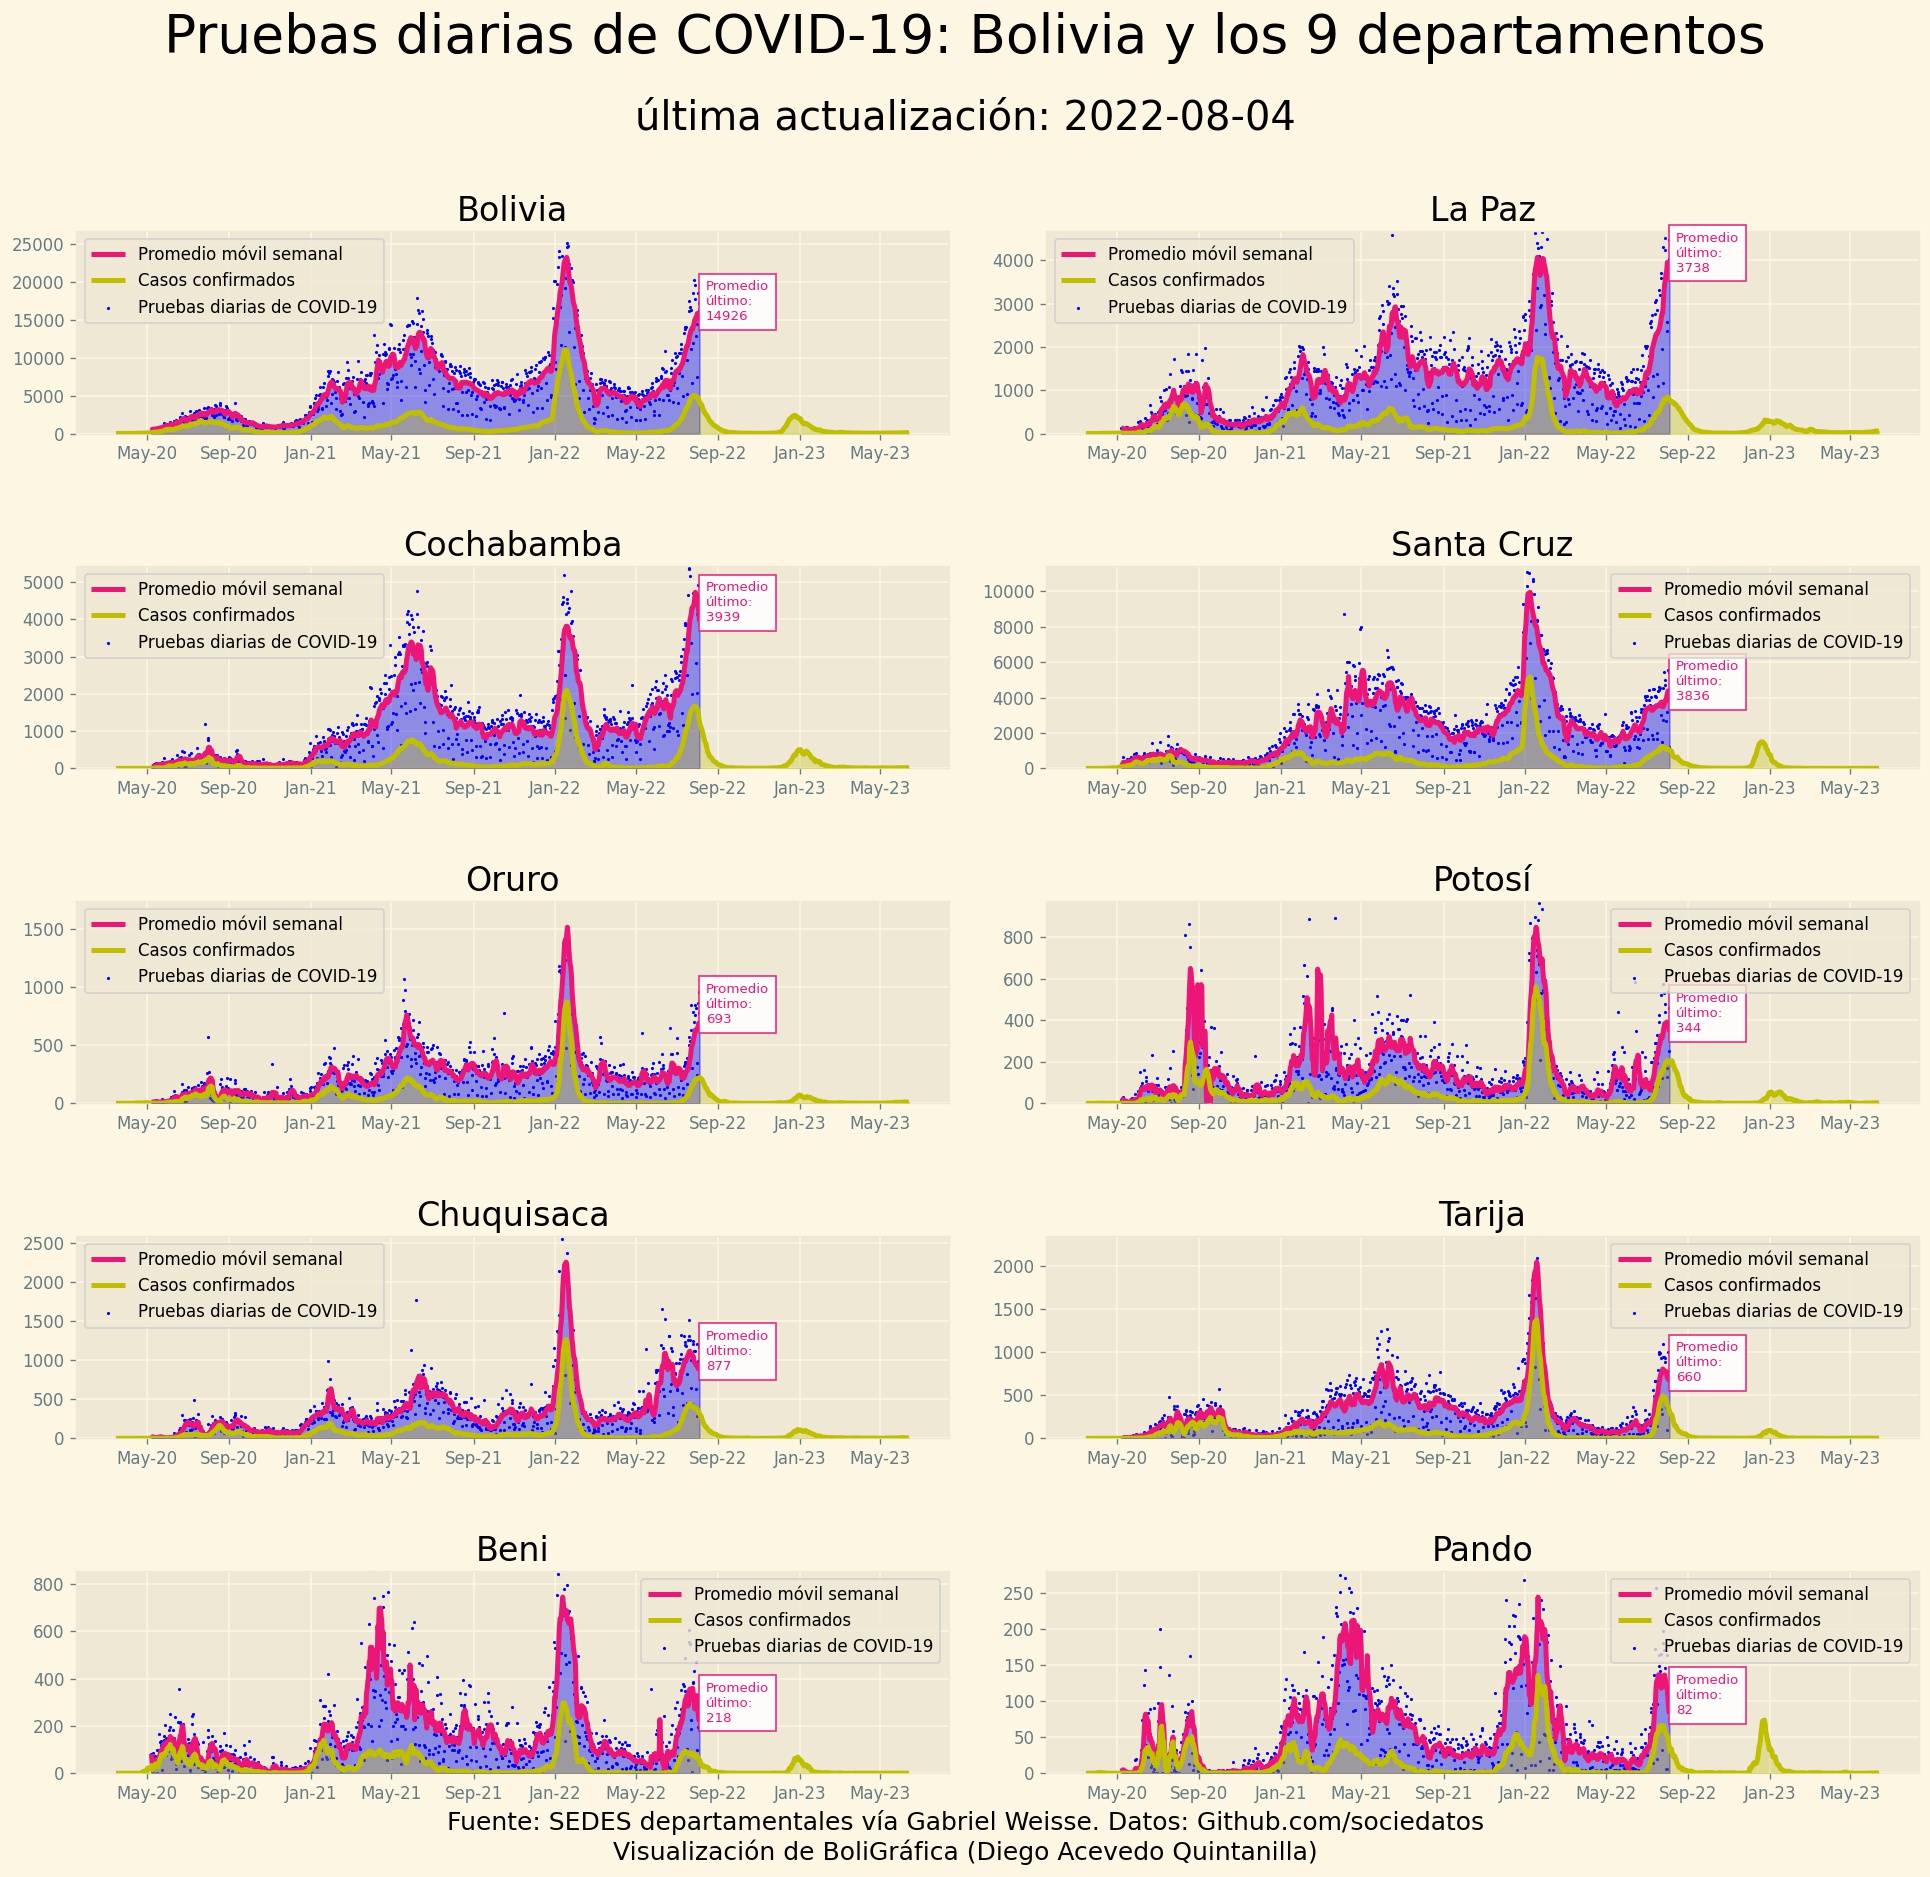 Pruebas diarias de COVID-19: Bolivia y los 9 departamentos
última actualización: 2022-08-04
Bolivia
25000
20000
15000
10000
5000
0
Promedio móvil semanal
Casos confirmados
Pruebas diarias de COVID-19
Promedio
último:
14926
May-20 Sep-20 Jan-21 May-21 Sep-21 Jan-22 May-22 Sep-22 Jan-23 May-23
La Paz
4000
3000
2000
1000
0
Promedio móvil semanal
Casos confirmados
Pruebas diarias de COVID-19
Promedio
último:
3738
May-20 Sep-20 Jan-21 May-21 Sep-21 Jan-22 May-22 Sep-22 Jan-23 May-23
Cochabamba
5000
4000
3000
2000
1000
0
Promedio móvil semanal
Casos confirmados
Pruebas diarias de COVID-19
Promedio
último:
3939
May-20 Sep-20 Jan-21 May-21 Sep-21 Jan-22 May-22 Sep-22 Jan-23 May-23
Santa Cruz
10000
8000
6000
4000
2000
0
Promedio móvil semanal
Casos confirmados
Pruebas diarias de COVID-19
Promedio
último:
3836
May-20 Sep-20 Jan-21 May-21 Sep-21 Jan-22 May-22 Sep-22 Jan-23 May-23
Oruro
1500
1000
500
0
Promedio móvil semanal
Casos confirmados
Pruebas diarias de COVID-19
Promedio
último:
693
May-20 Sep-20 Jan-21 May-21 Sep-21 Jan-22 May-22 Sep-22 Jan-23 May-23
Potosí
800
600
400
200
0
Promedio móvil semanal
Casos confirmados
Pruebas diarias de COVID-19
Promedio
último:
344
May-20 Sep-20 Jan-21 May-21 Sep-21 Jan-22 May-22 Sep-22 Jan-23 May-23
Chuquisaca
2500
2000
1500
1000
500
0
Promedio móvil semanal
Casos confirmados
Pruebas diarias de COVID-19
Promedio
último:
877
May-20 Sep-20 Jan-21 May-21 Sep-21 Jan-22 May-22 Sep-22 Jan-23 May-23
Tarija
2000
1500
1000
500
0
Promedio móvil semanal
Casos confirmados
Pruebas diarias de COVID-19
Promedio
último:
660
May-20 Sep-20 Jan-21 May-21 Sep-21 Jan-22 May-22 Sep-22 Jan-23 May-23
Beni
800
600
400
200
0
Promedio móvil semanal
Casos confirmados
Pruebas diarias de COVID-19
Promedio
último:
218
May-20 Sep-20 Jan-21 May-21 Sep-21 Jan-22 May-22 Sep-22 Jan-23 May-23
Pando
250
200
150
100
50
0
Promedio móvil semanal
Casos confirmados
Pruebas diarias de COVID-19
Promedio
último:
82
May-20 Sep-20 Jan-21 May-21 Sep-21 Jan-22 May-22 Sep-22 Jan-23 May-23
Fuente: SEDES departamentales vía Gabriel Weisse. Datos: Github.com/sociedatos
Visualización de BoliGráfica (Diego Acevedo Quintanilla)